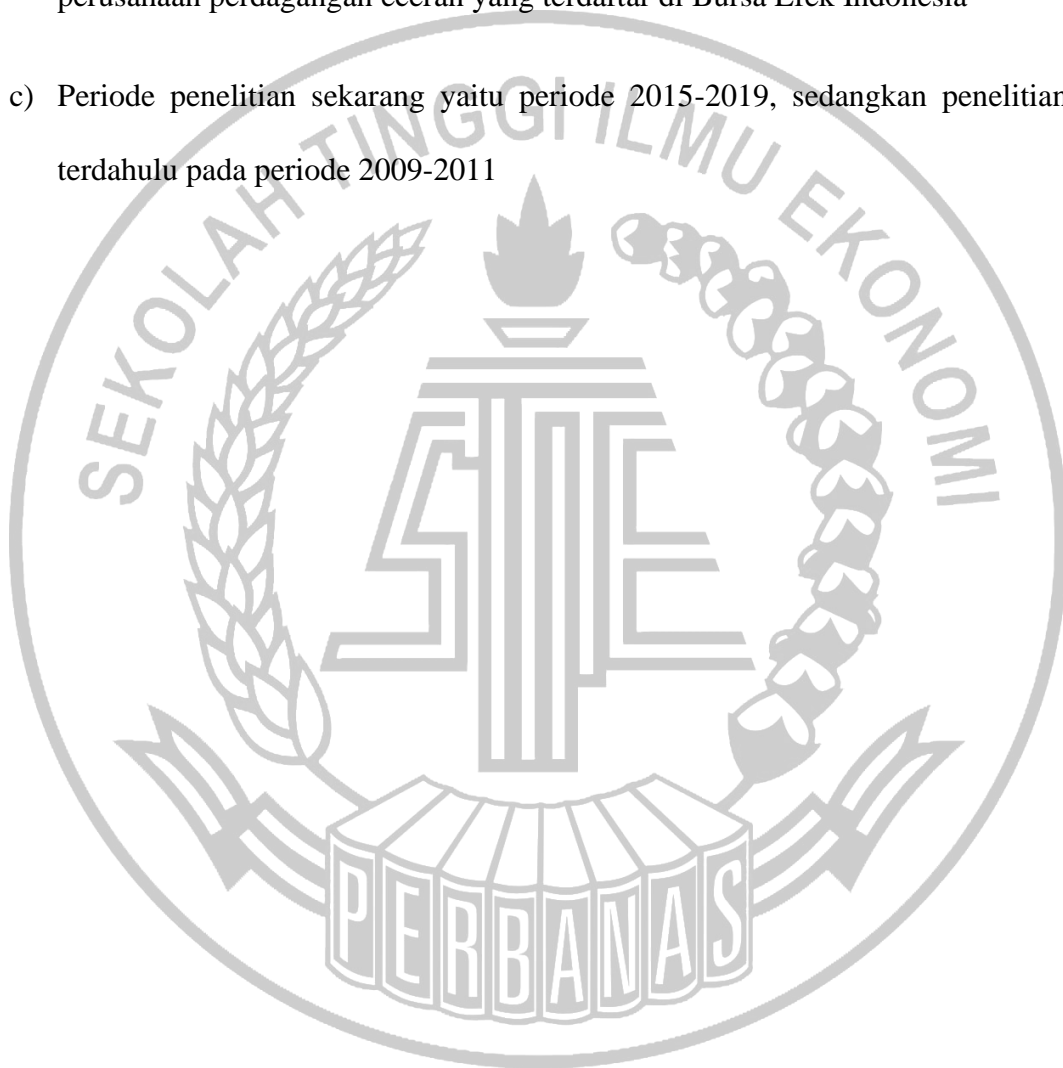 perusahaan perdagangan eceran yang terdaftar di Bursa Efek Indonesia
c) Periode penelitian sekarang yaitu periode 2015-2019, sedangkan penelitian
terdahulu pada periode 2009-2011
SEKOLAH TINGGI ILMU EKONOMI
STIE
PERBANAS